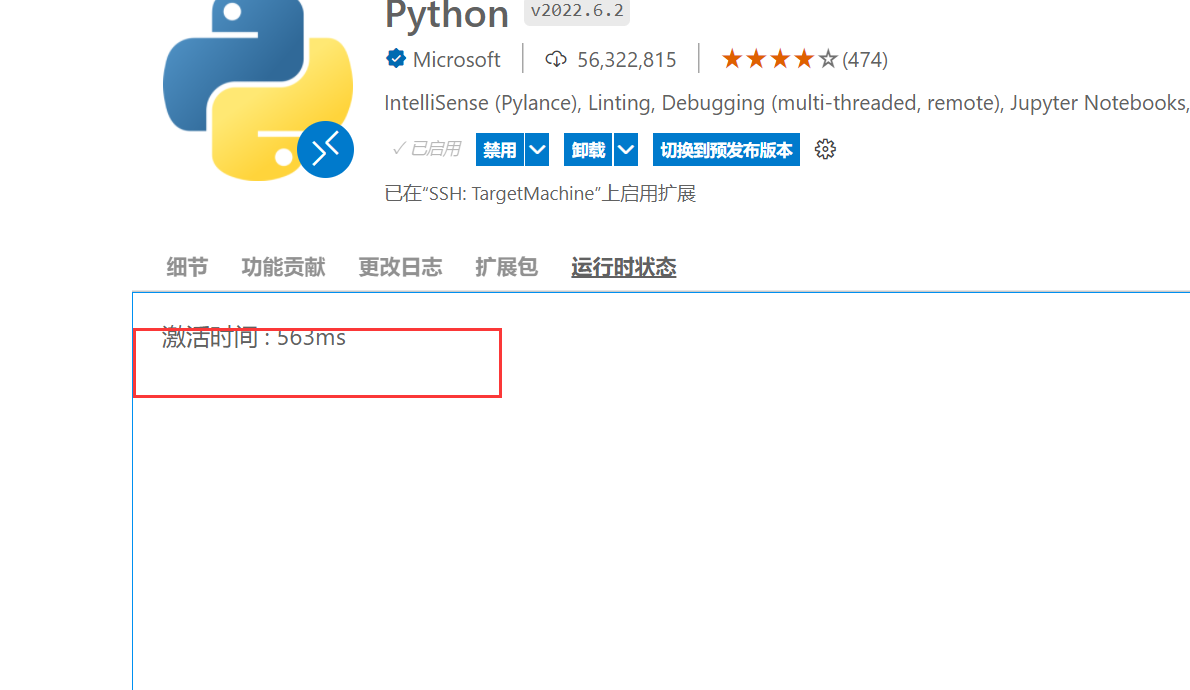 Python v2022.6.2
Microsoft 56,322,815 (474)
IntelliSense (Pylance), Linting, Debugging (multi-threaded, remote), Jupyter Notebooks,
已启用 禁用 卸载 切换到预发布版本
已在“SSH: TargetMachine”上启用扩展
细节 功能贡献 更改日志 扩展包 运行时状态
激活时间 : 563ms